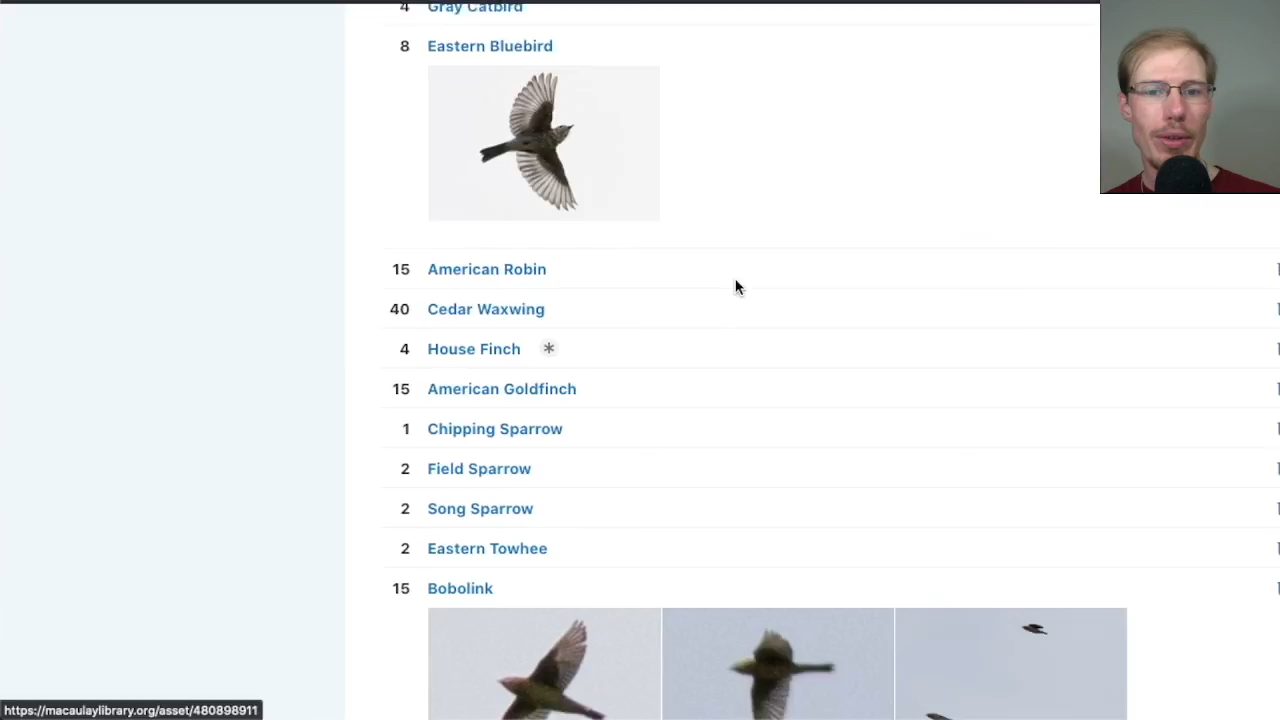 4 Gray Catbird
8 Eastern Bluebird
15 American Robin
40 Cedar Waxwing
4 House Finch *
15 American Goldfinch
1 Chipping Sparrow
2 Field Sparrow
2 Song Sparrow
2 Eastern Towhee
15 Bobolink
https://macaulaylibrary.org/asset/480898911